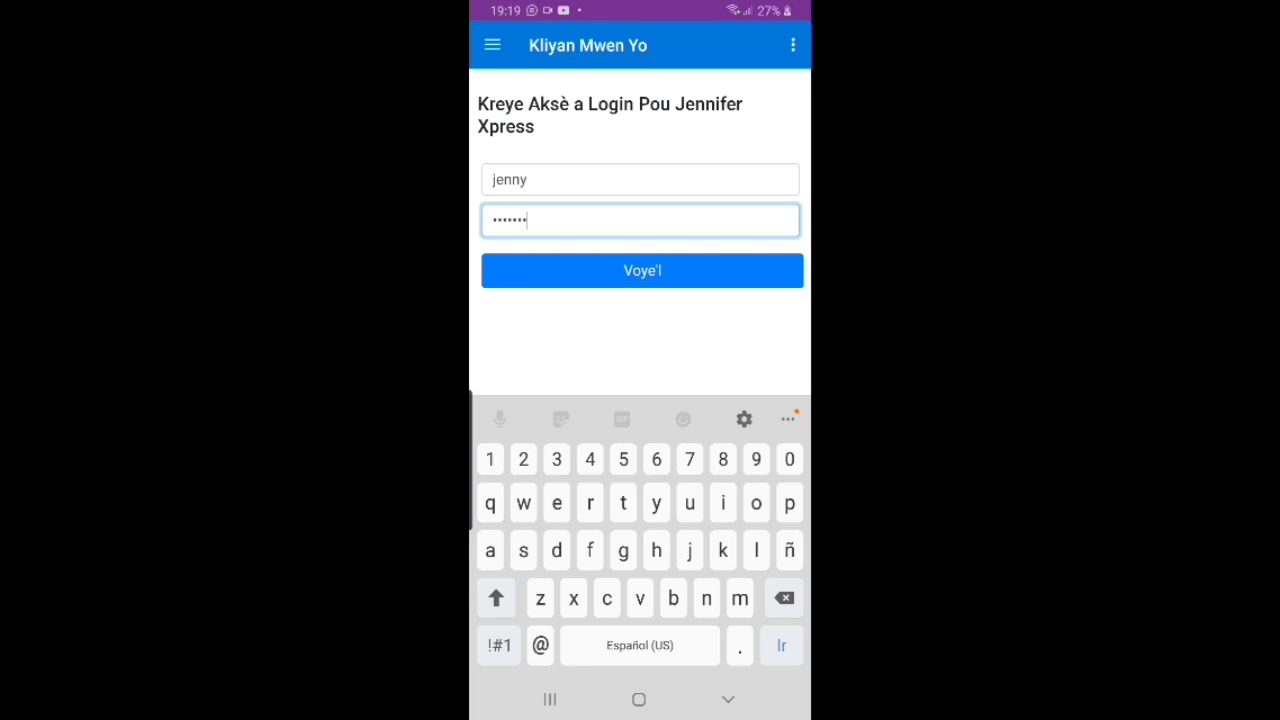 19:19 27%
Kliyan Mwen Yo
Kreye Aksè a Login Pou Jennifer
Xpress
jenny
•••••••
Voye'l
GIF
1 2 3 4 5 6 7 8 9 0
q w e r t y u i o p
a s d f g h j k l ñ
z x c v b n m
!#1 @ Español (US) . Ir